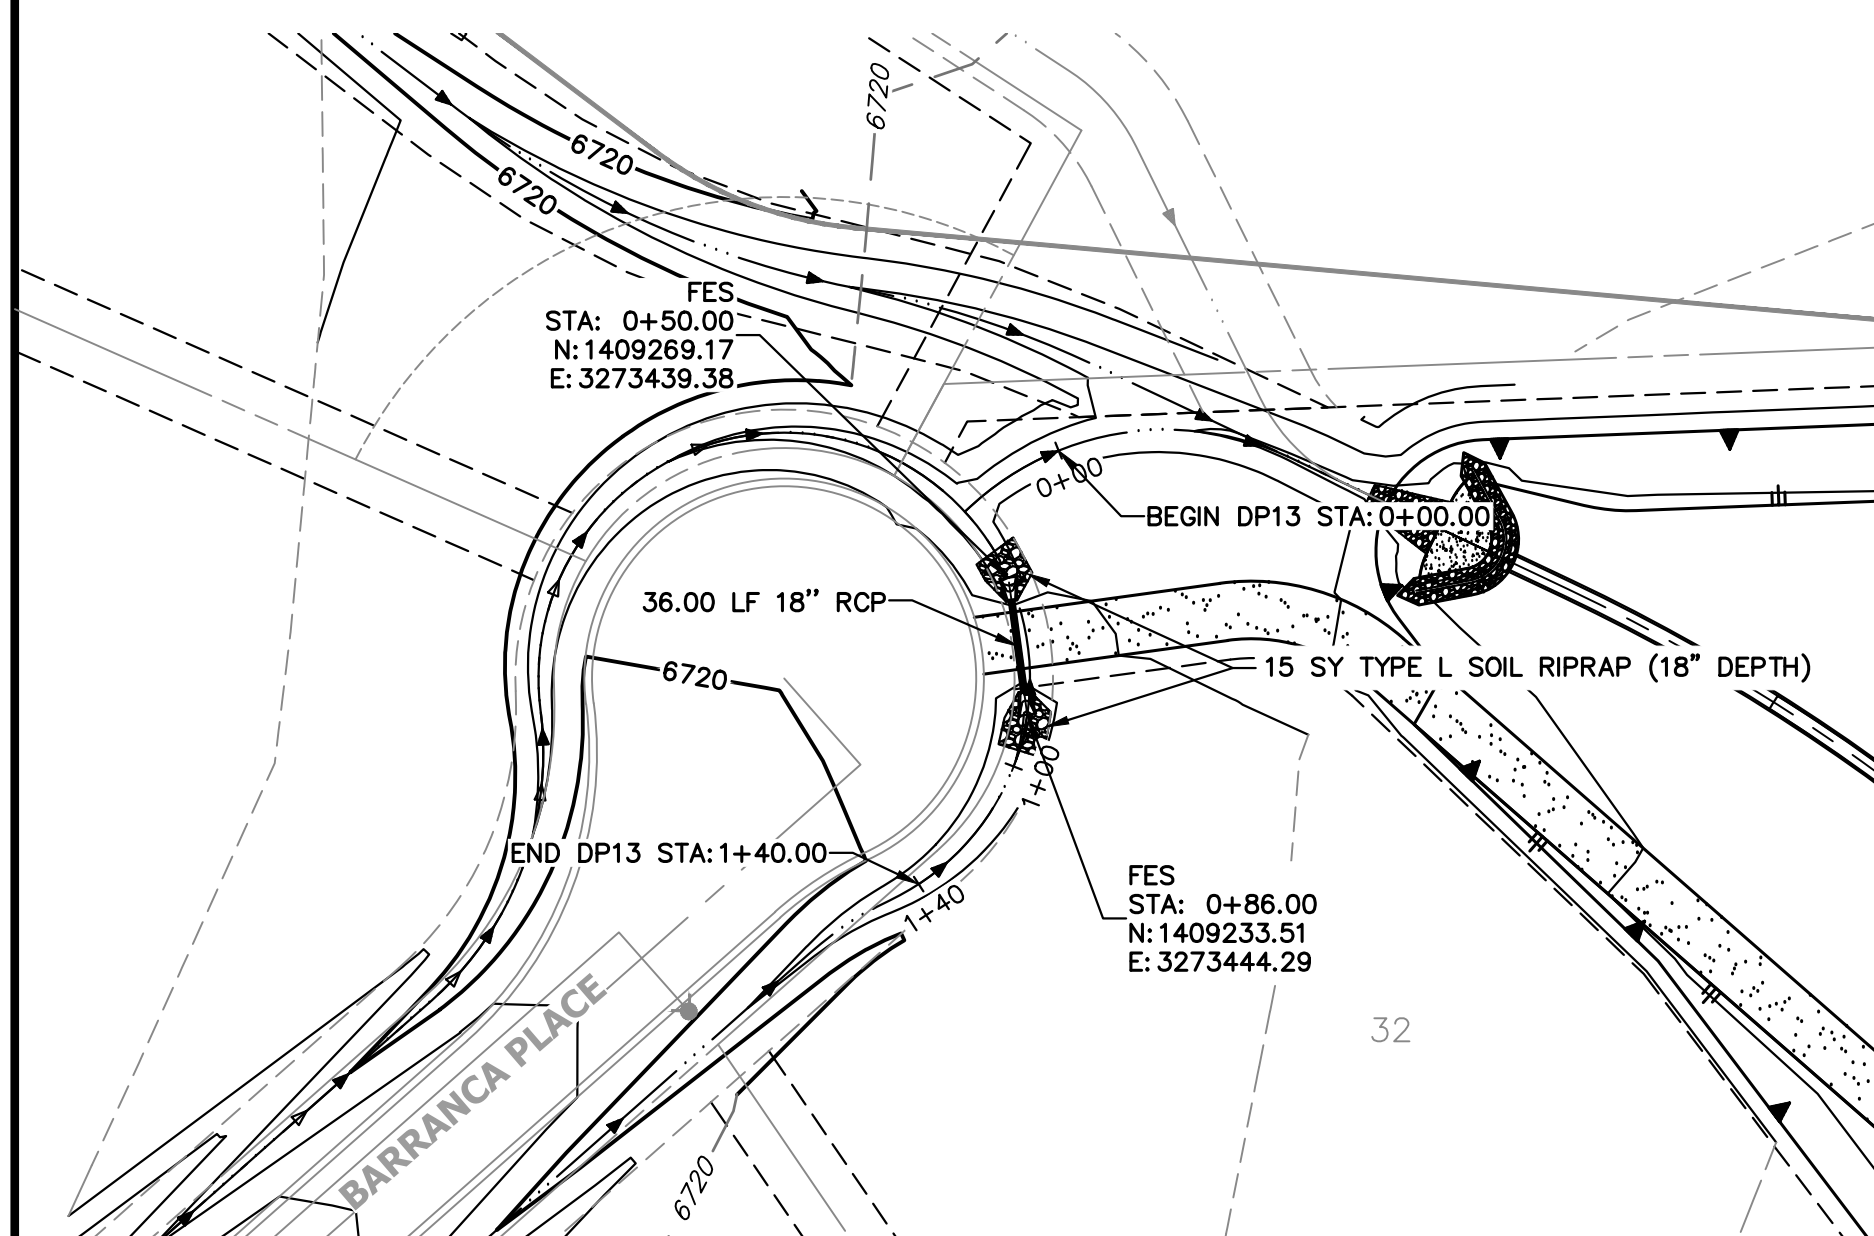 6720
6720
6720
FES
STA: 0+50.00
N:1409269.17
E:3273439.38
0+00
BEGIN DP13 STA:0+00.00
36.00 LF 18" RCP
15 SY TYPE L SOIL RIPRAP (18" DEPTH)
6720
1+00
END DP13 STA:1+40.00
1+40
FES
STA: 0+86.00
N:1409233.51
E:3273444.29
32
BARRANCA PLACE
6720